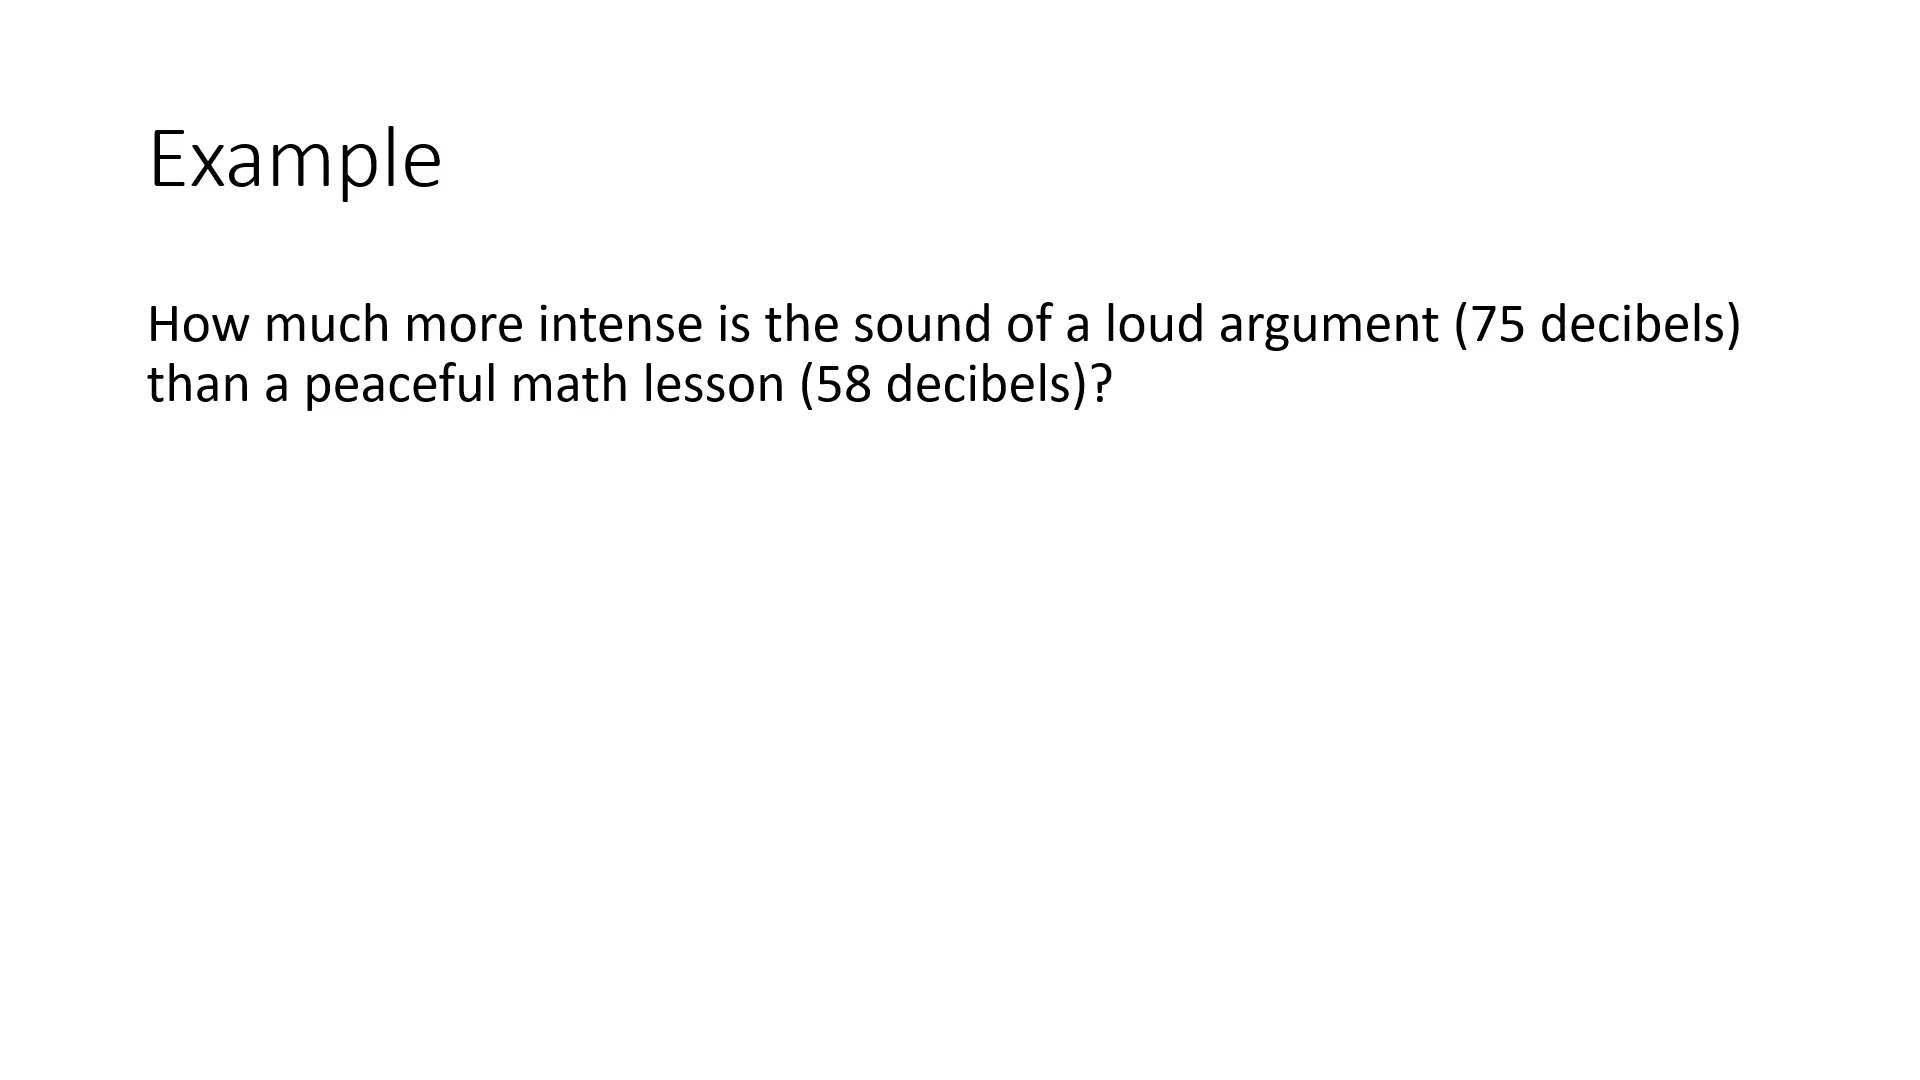 Example
How much more intense is the sound of a loud argument (75 decibels)
than a peaceful math lesson (58 decibels)?